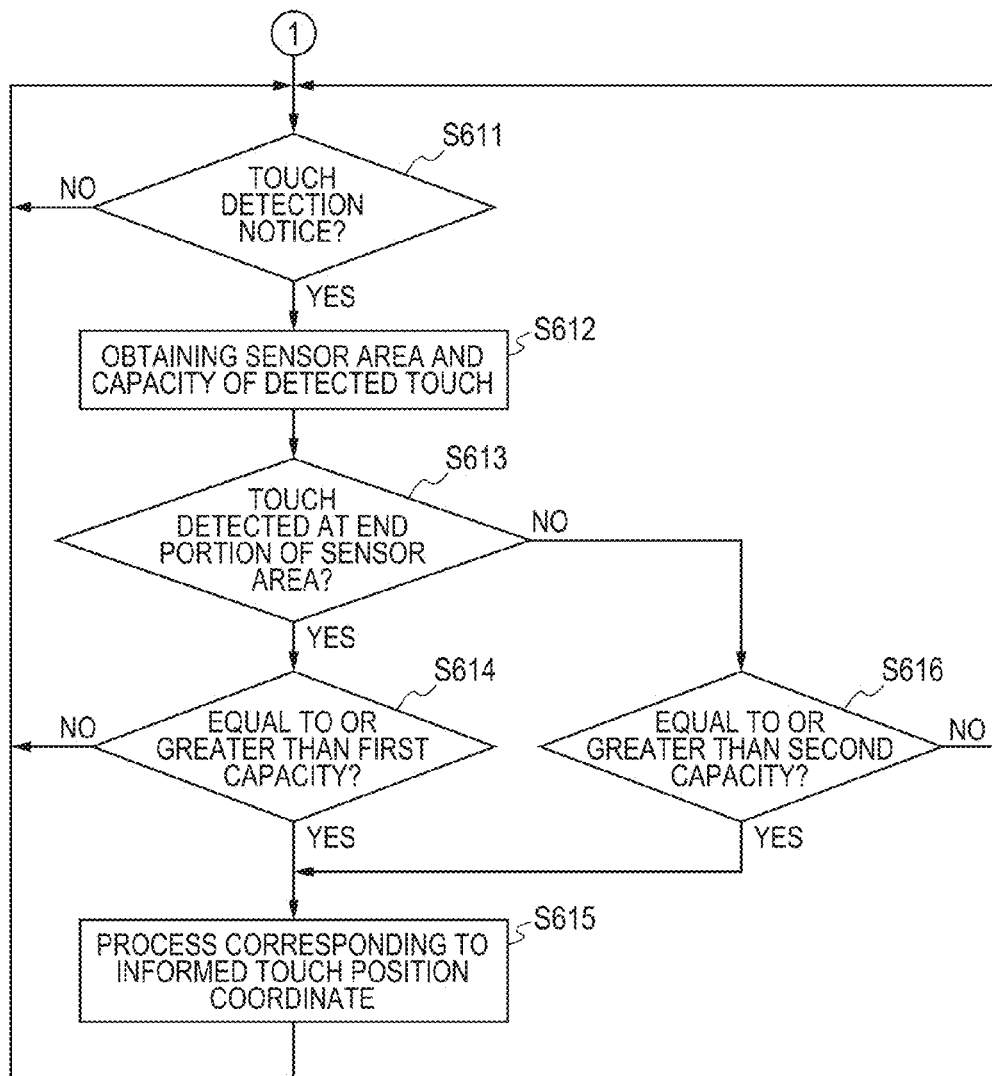 1
S611
TOUCH
DETECTION
NOTICE?
NO
YES
S612
OBTAINING SENSOR AREA AND
CAPACITY OF DETECTED TOUCH
S613
TOUCH
DETECTED AT END
PORTION OF SENSOR
AREA?
NO
YES
S614
EQUAL TO OR
GREATER THAN FIRST
CAPACITY?
NO
YES
S616
EQUAL TO OR
GREATER THAN SECOND
CAPACITY?
NO
YES
S615
PROCESS CORRESPONDING TO
INFORMED TOUCH POSITION
COORDINATE